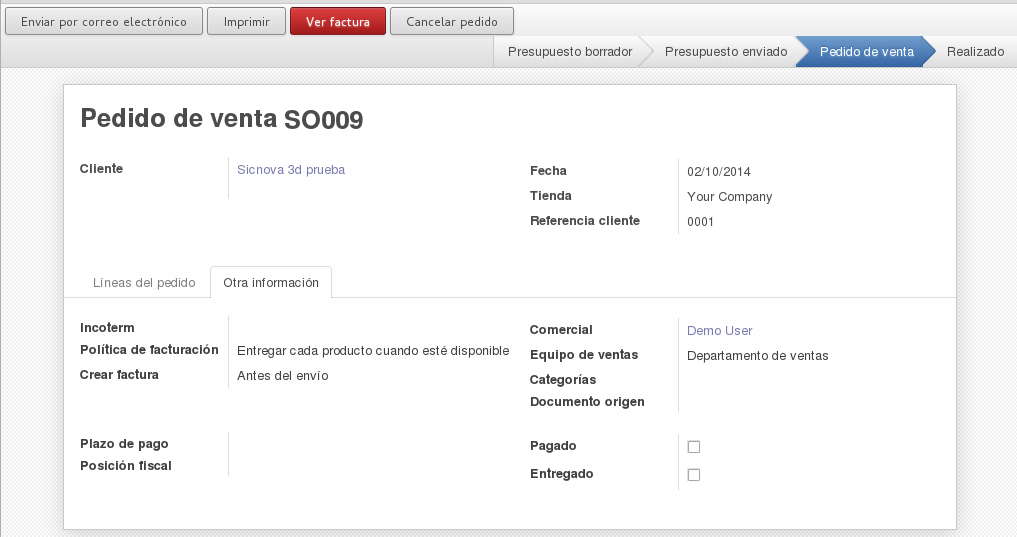 Enviar por correo electrónico Imprimir Ver factura Cancelar pedido
Presupuesto borrador Presupuesto enviado Pedido de venta Realizado
Pedido de venta SO009
Cliente Sicnova 3d prueba
Fecha 02/10/2014
Tienda Your Company
Referencia cliente 0001
Líneas del pedido Otra información
Incoterm
Política de facturación Entregar cada producto cuando esté disponible
Crear factura Antes del envío
Comercial Demo User
Equipo de ventas Departamento de ventas
Categorías
Documento origen
Plazo de pago
Posición fiscal
Pagado
Entregado